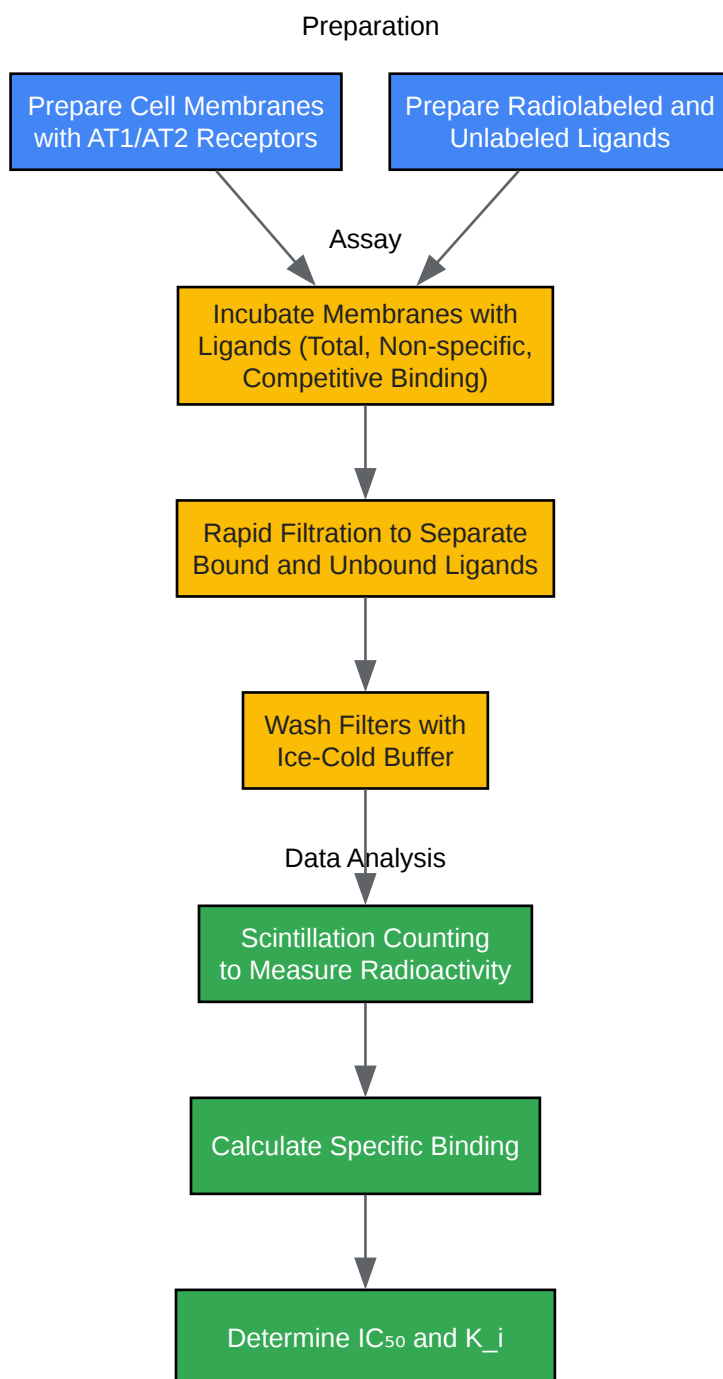 Preparation
Prepare Cell Membranes
with AT1/AT2 Receptors
Prepare Radiolabeled and
Unlabeled Ligands
Assay
Incubate Membranes with
Ligands (Total, Non-specific,
Competitive Binding)
Rapid Filtration to Separate
Bound and Unbound Ligands
Wash Filters with
Ice-Cold Buffer
Data Analysis
Scintillation Counting
to Measure Radioactivity
Calculate Specific Binding
Determine IC₅₀ and K_i